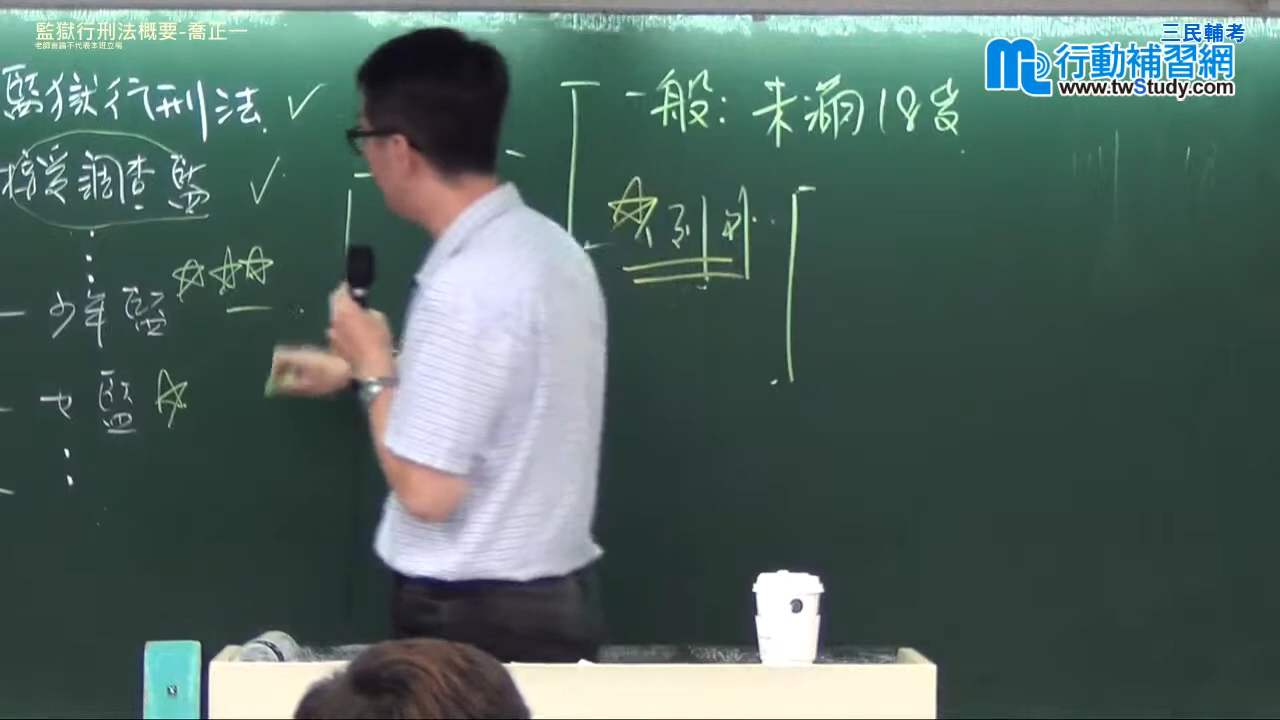 監獄行刑法概要-喬正一
老師言論不代表本班立場
三民輔考
行動補習網
www.twStudy.com
監獄行刑法
接受調查監
少年監
女監
一般：未滿18歲
例外